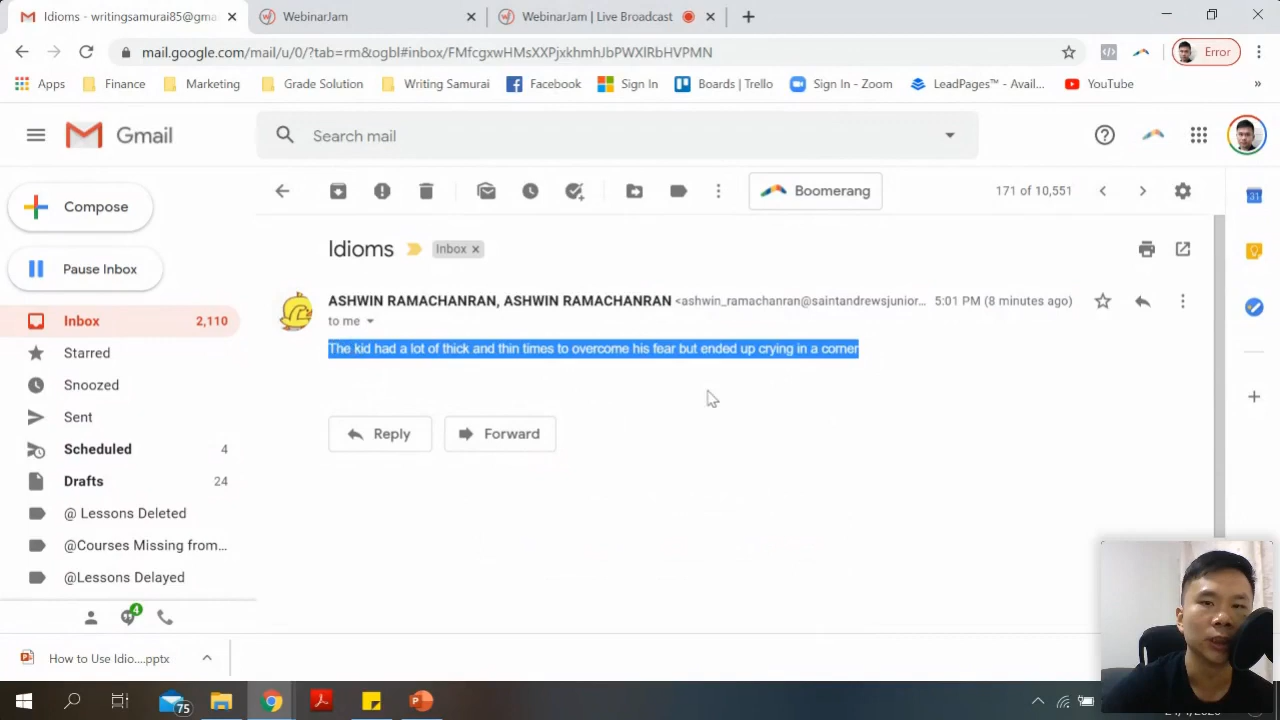 Idioms - writingsamurai85@gma
WebinarJam
WebinarJam | Live Broadcast
mail.google.com/mail/u/0/?tab=rm&ogbl#inbox/FMfcgxwHMsXXPjxkhmhJbPWXlRbHVPMN
Error
Apps
Finance
Marketing
Grade Solution
Writing Samurai
Facebook
Sign In
Boards | Trello
Sign In - Zoom
LeadPages™ - Avail...
YouTube
»
Gmail
Search mail
Compose
Boomerang
171 of 10,551
31
Pause Inbox
Idioms
Inbox ×
Inbox 2,110
ASHWIN RAMACHANRAN, ASHWIN RAMACHANRAN <ashwin_ramachanran@saintandrewsjunior... 5:01 PM (8 minutes ago)
to me
The kid had a lot of thick and thin times to overcome his fear but ended up crying in a corner
Starred
Snoozed
Sent
Reply
Forward
Scheduled 4
Drafts 24
@ Lessons Deleted
@Courses Missing from...
@Lessons Delayed
4
How to Use Idio....pptx
75